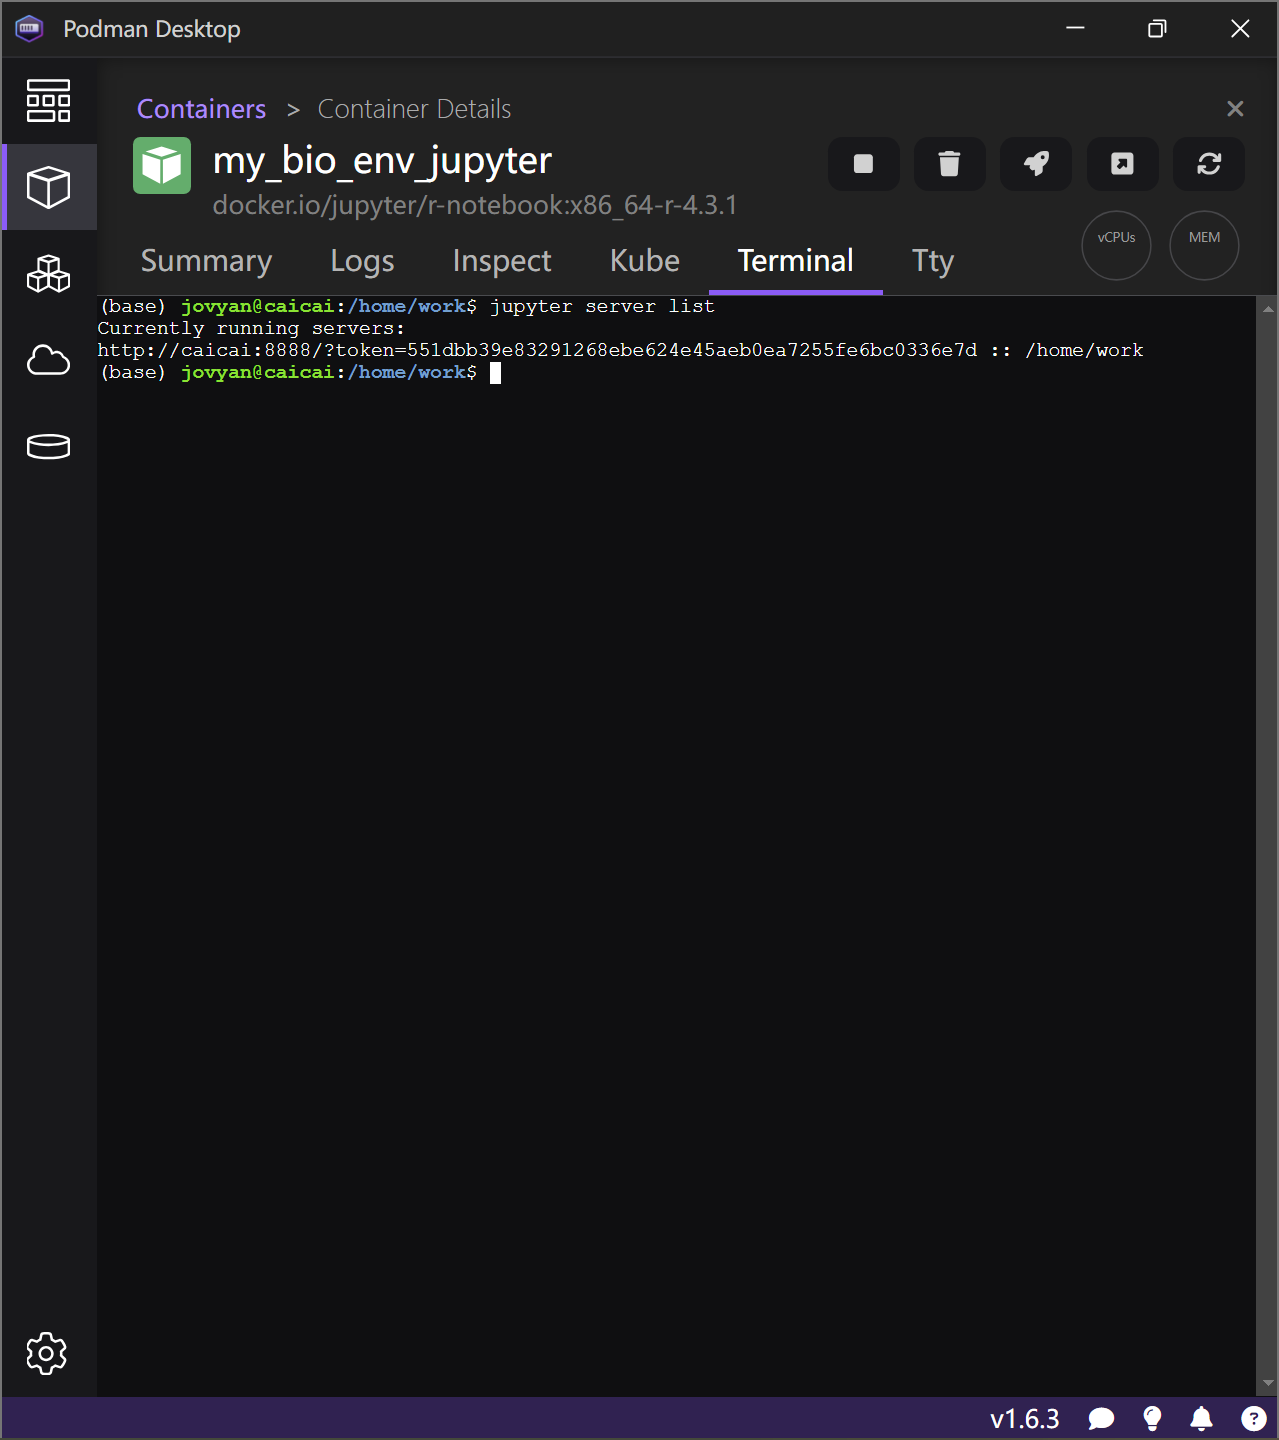 Podman Desktop
Containers > Container Details
my_bio_env_jupyter
docker.io/jupyter/r-notebook:x86_64-r-4.3.1
vCPUs MEM
Summary Logs Inspect Kube Terminal Tty
(base) jovyan@caicai:/home/work$ jupyter server list
Currently running servers:
http://caicai:8888/?token=551dbb39e83291268ebe624e45aeb0ea7255fe6bc0336e7d :: /home/work
(base) jovyan@caicai:/home/work$
v1.6.3